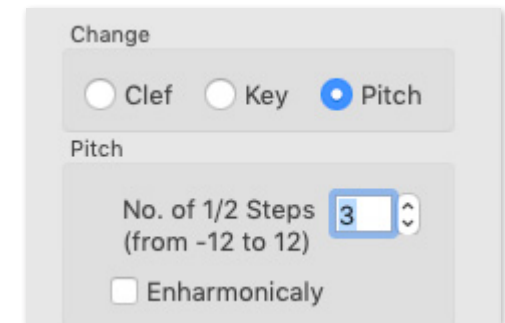 Change
Clef Key Pitch
Pitch
No. of 1/2 Steps 3
(from -12 to 12)
Enharmonicaly